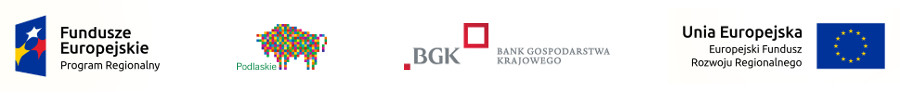 Fundusze
Europejskie
Program Regionalny
Podlaskie
.BGK
BANK GOSPODARSTWA
KRAJOWEGO
Unia Europejska
Europejski Fundusz
Rozwoju Regionalnego